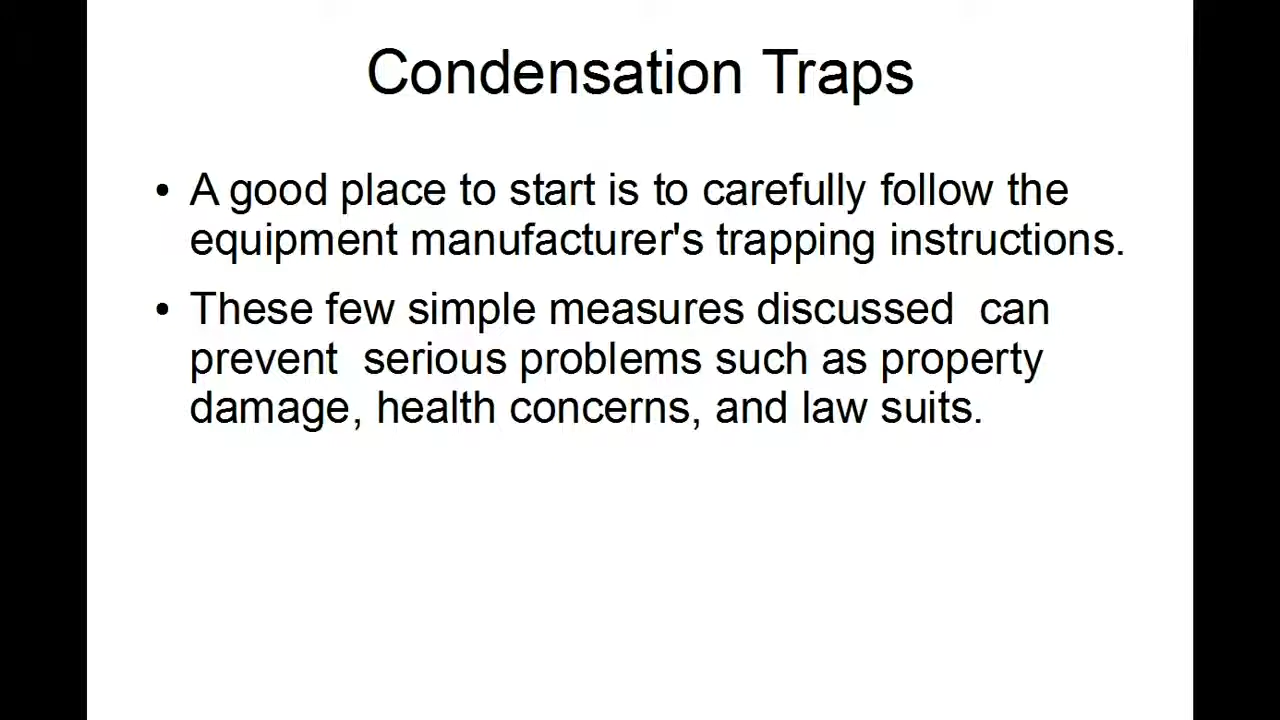 Condensation Traps
• A good place to start is to carefully follow the
equipment manufacturer's trapping instructions.
• These few simple measures discussed  can
prevent  serious problems such as property
damage, health concerns, and law suits.